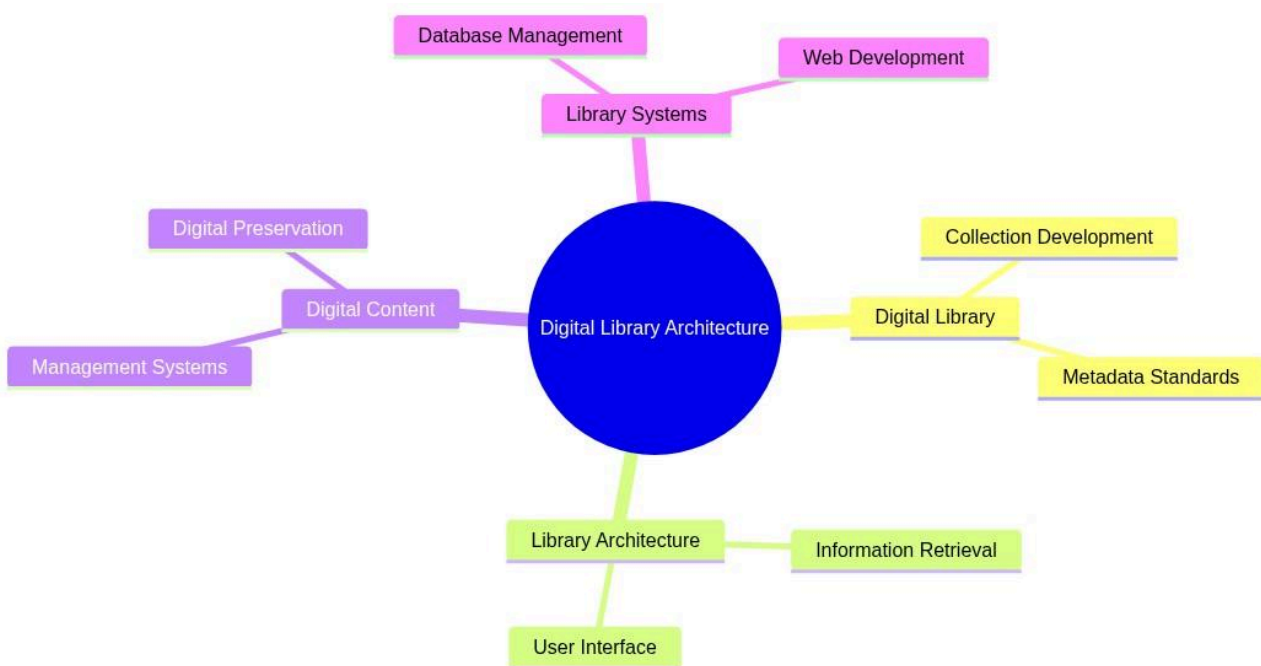 Database Management
Web Development
Library Systems
Digital Preservation
Collection Development
Digital Content
Digital Library Architecture
Digital Library
Management Systems
Metadata Standards
Library Architecture
Information Retrieval
User Interface